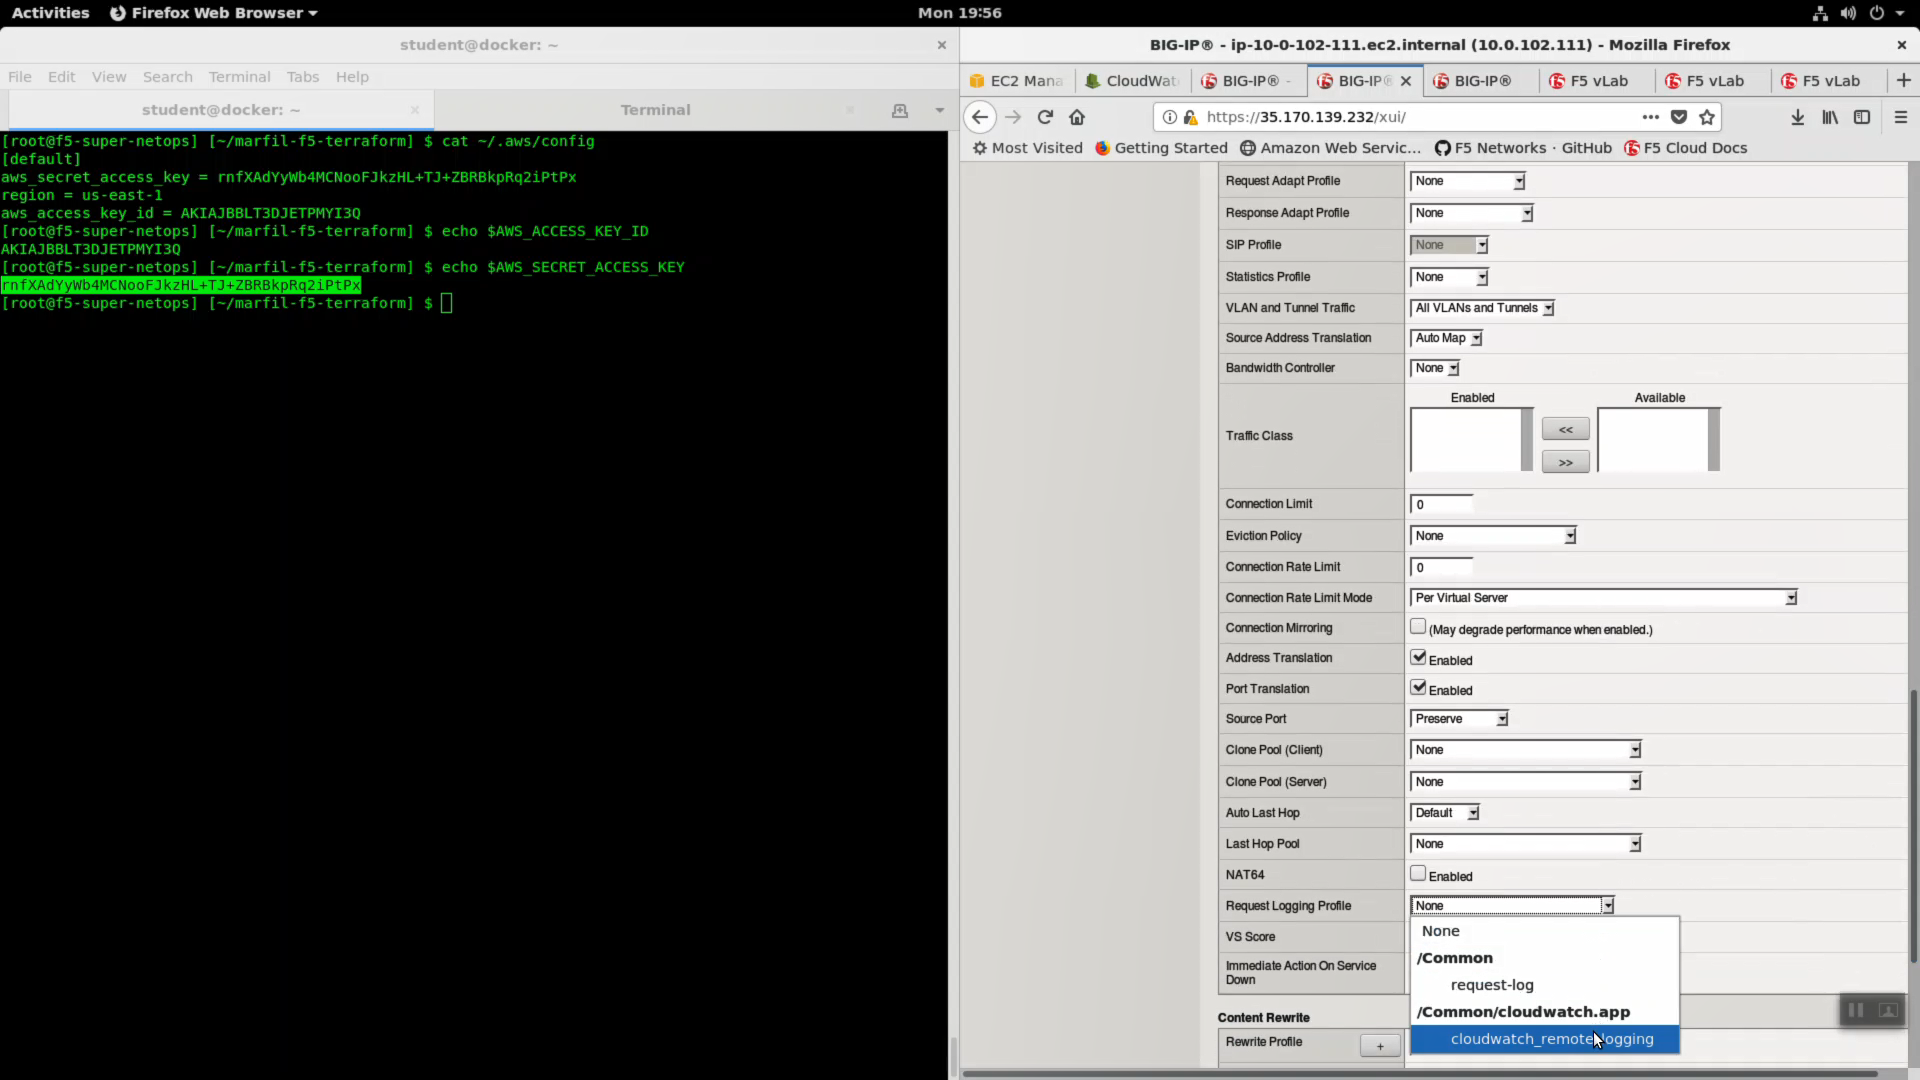 Activities
Firefox Web Browser
Mon 19:56
student@docker: ~
File Edit View Search Terminal Tabs Help
student@docker: ~
Terminal
[root@f5-super-netops] [~/marfil-f5-terraform] $ cat ~/.aws/config
[default]
aws_secret_access_key = rnfXAdYyWb4MCNooFJkzHL+TJ+ZBRBkpRq2iPtPx
region = us-east-1
aws_access_key_id = AKIAJBBLT3DJETPMYI3Q
[root@f5-super-netops] [~/marfil-f5-terraform] $ echo $AWS_ACCESS_KEY_ID
AKIAJBBLT3DJETPMYI3Q
[root@f5-super-netops] [~/marfil-f5-terraform] $ echo $AWS_SECRET_ACCESS_KEY
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
[root@f5-super-netops] [~/marfil-f5-terraform] $
BIG-IP® - ip-10-0-102-111.ec2.internal (10.0.102.111) - Mozilla Firefox
EC2 Mana
CloudWat
BIG-IP® -
BIG-IP®
BIG-IP®
F5 vLab
F5 vLab
F5 vLab
https://35.170.139.232/xui/
Most Visited
Getting Started
Amazon Web Servic...
F5 Networks · GitHub
F5 Cloud Docs
Request Adapt Profile None
Response Adapt Profile None
SIP Profile None
Statistics Profile None
VLAN and Tunnel Traffic All VLANs and Tunnels
Source Address Translation Auto Map
Bandwidth Controller None
Enabled Available
Traffic Class
<<
>>
Connection Limit 0
Eviction Policy None
Connection Rate Limit 0
Connection Rate Limit Mode Per Virtual Server
Connection Mirroring (May degrade performance when enabled.)
Address Translation Enabled
Port Translation Enabled
Source Port Preserve
Clone Pool (Client) None
Clone Pool (Server) None
Auto Last Hop Default
Last Hop Pool None
NAT64 Enabled
Request Logging Profile None
VS Score
Immediate Action On Service
Down
None
/Common
request-log
/Common/cloudwatch.app
cloudwatch_remote_logging
Content Rewrite
Rewrite Profile +